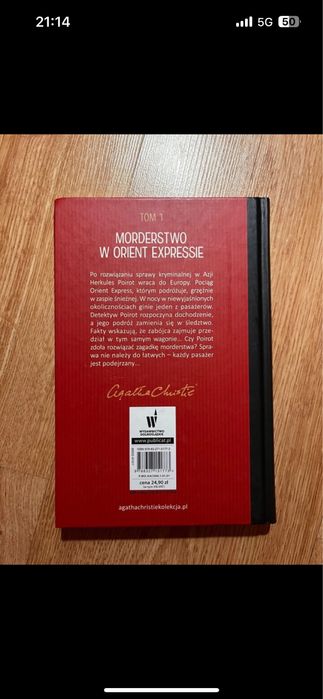 21:14
5G 50
TOM 1
MORDERSTWO
W ORIENT EXPRESSIE
Po rozwiązaniu sprawy kryminalnej w Azji
Herkules Poirot wraca do Europy. Pociąg
Orient Express, którym podróżuje, grzęźnie
w zaspie śnieżnej. W nocy w niewyjaśnionych
okolicznościach ginie jeden z pasażerów.
Detektyw Poirot rozpoczyna dochodzenie,
a jego podróż zamienia się w śledztwo.
Fakty wskazują, że zabójca zajmuje prze-
dział w tym samym wagonie... Czy Poirot
zdoła rozwiązać zagadkę morderstwa? Spra-
wa nie należy do łatwych – każdy pasażer
jest podejrzany...
Agatha Christie
W
WYDAWNICTWO
DOLNOŚLĄSKIE
www.publicat.pl
cena 24,90 zł
agathachristiekolekcja.pl